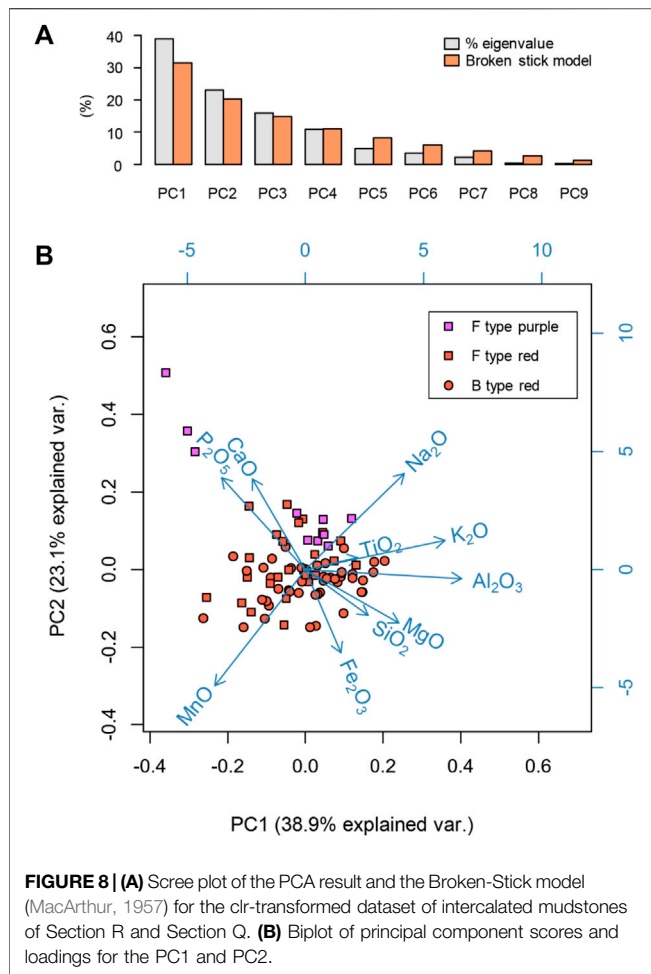 A
40
30
20
10
0
(%)
% eigenvalue
Broken stick model
PC1 PC2 PC3 PC4 PC5 PC6 PC7 PC8 PC9
B
-5 0 5 10
0.6
0.4
0.2
0.0
-0.2
-0.4
PC2 (23.1% explained var.)
F type purple
F type red
B type red
P₂O₅
CaO
Na₂O
TiO₂
K₂O
Al₂O₃
MgO
SiO₂
Fe₂O₃
MnO
10
5
0
-5
-0.4 -0.2 0.0 0.2 0.4 0.6
PC1 (38.9% explained var.)
FIGURE 8 | (A) Scree plot of the PCA result and the Broken-Stick model
(MacArthur, 1957) for the clr-transformed dataset of intercalated mudstones
of Section R and Section Q. (B) Biplot of principal component scores and
loadings for the PC1 and PC2.